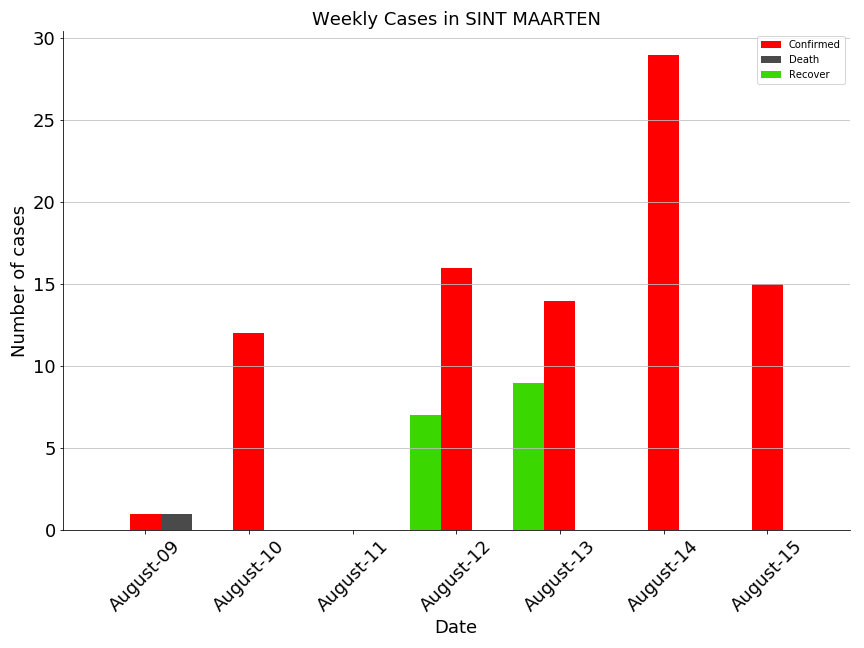 Weekly Cases in SINT MAARTEN
Confirmed
Death
Recover
Number of cases
30
25
20
15
10
5
0
August-09
August-10
August-11
August-12
August-13
August-14
August-15
Date